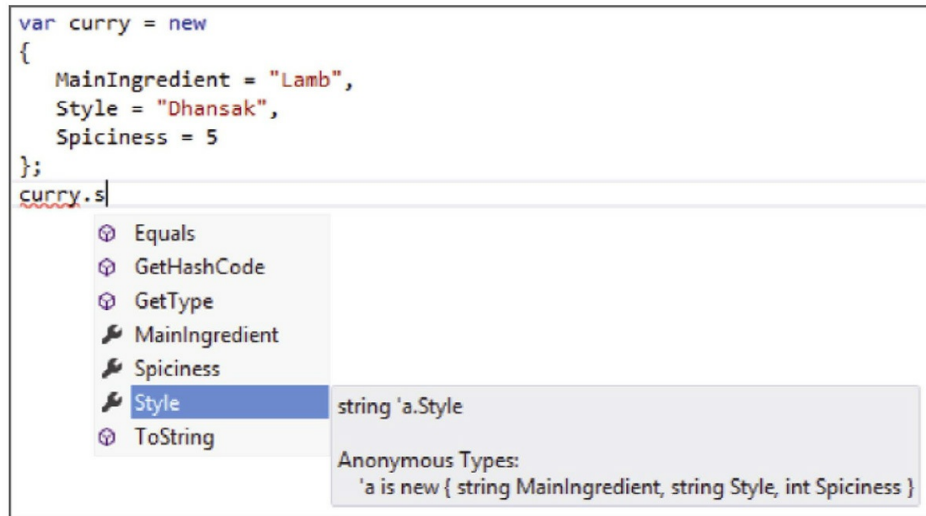 var curry = new
{
MainIngredient = "Lamb",
Style = "Dhansak",
Spiciness = 5
};
curry.s
Equals
GetHashCode
GetType
MainIngredient
Spiciness
Style
ToString
string 'a.Style
Anonymous Types:
'a is new { string MainIngredient, string Style, int Spiciness }